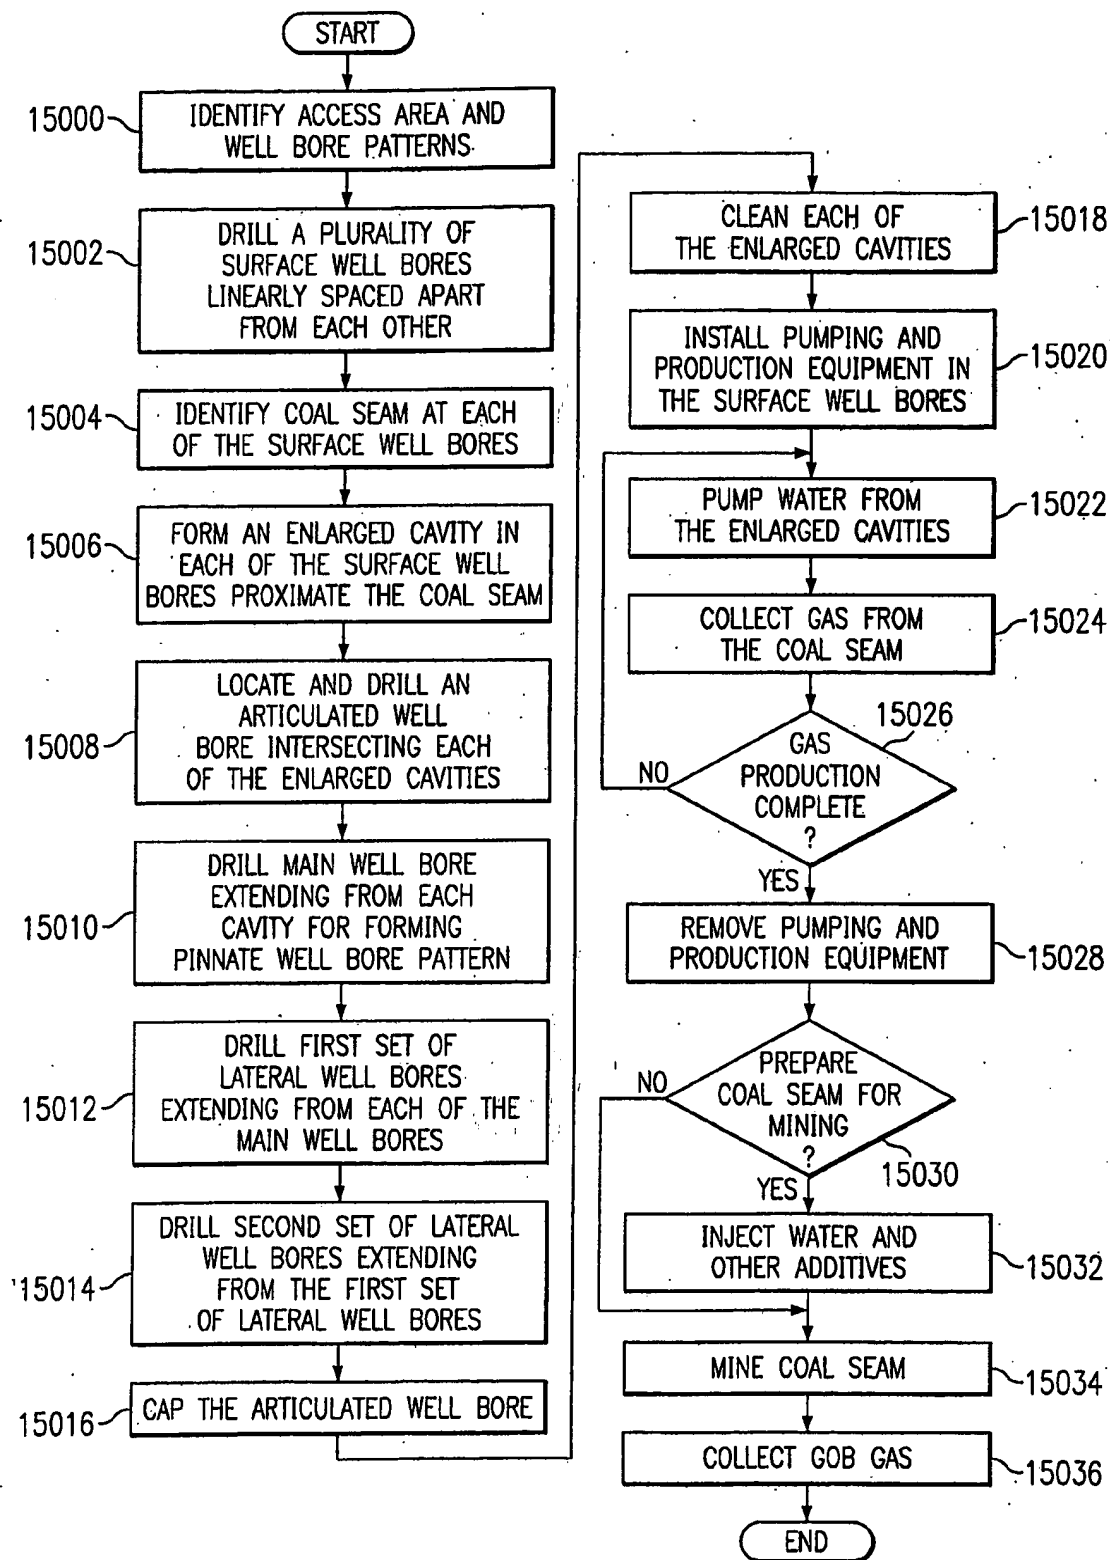 START
15000
IDENTIFY ACCESS AREA AND
WELL BORE PATTERNS
15002
DRILL A PLURALITY OF
SURFACE WELL BORES
LINEARLY SPACED APART
FROM EACH OTHER
15004
IDENTIFY COAL SEAM AT EACH
OF THE SURFACE WELL BORES
15006
FORM AN ENLARGED CAVITY IN
EACH OF THE SURFACE WELL
BORES PROXIMATE THE COAL SEAM
15008
LOCATE AND DRILL AN
ARTICULATED WELL
BORE INTERSECTING EACH
OF THE ENLARGED CAVITIES
15010
DRILL MAIN WELL BORE
EXTENDING FROM EACH
CAVITY FOR FORMING
PINNATE WELL BORE PATTERN
15012
DRILL FIRST SET OF
LATERAL WELL BORES
EXTENDING FROM EACH OF THE
MAIN WELL BORES
15014
DRILL SECOND SET OF LATERAL
WELL BORES EXTENDING
FROM THE FIRST SET
OF LATERAL WELL BORES
15016
CAP THE ARTICULATED WELL BORE
CLEAN EACH OF
THE ENLARGED CAVITIES
15018
INSTALL PUMPING AND
PRODUCTION EQUIPMENT IN
THE SURFACE WELL BORES
15020
PUMP WATER FROM
THE ENLARGED CAVITIES
15022
COLLECT GAS FROM
THE COAL SEAM
15024
15026
GAS
PRODUCTION
COMPLETE
?
NO
YES
REMOVE PUMPING AND
PRODUCTION EQUIPMENT
15028
PREPARE
COAL SEAM FOR
MINING
?
NO
15030
YES
INJECT WATER AND
OTHER ADDITIVES
15032
MINE COAL SEAM
15034
COLLECT GOB GAS
15036
END